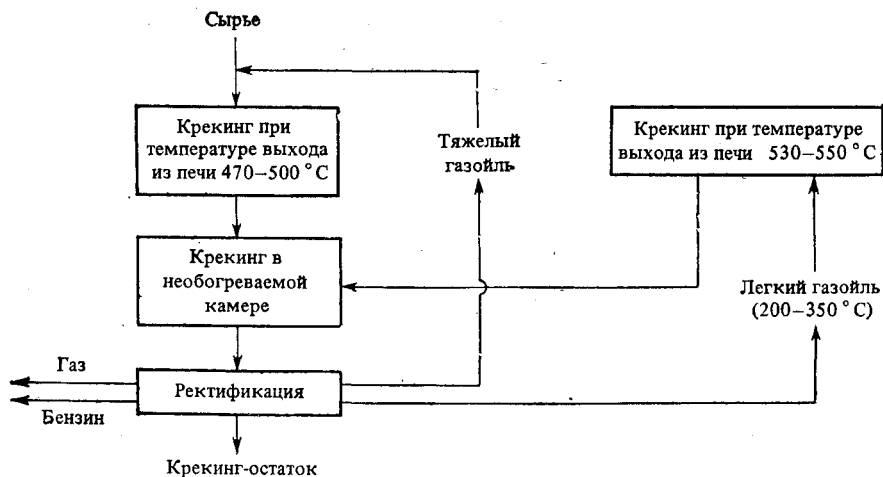 Сырье
Крекинг при
температуре выхода
из печи 470–500 °С
Тяжелый
газойль
Крекинг при температуре
выхода из печи 530–550 °С
Крекинг в
необогреваемой
камере
Легкий газойль
(200–350 °С)
Газ
Ректификация
Бензин
Крекинг-остаток